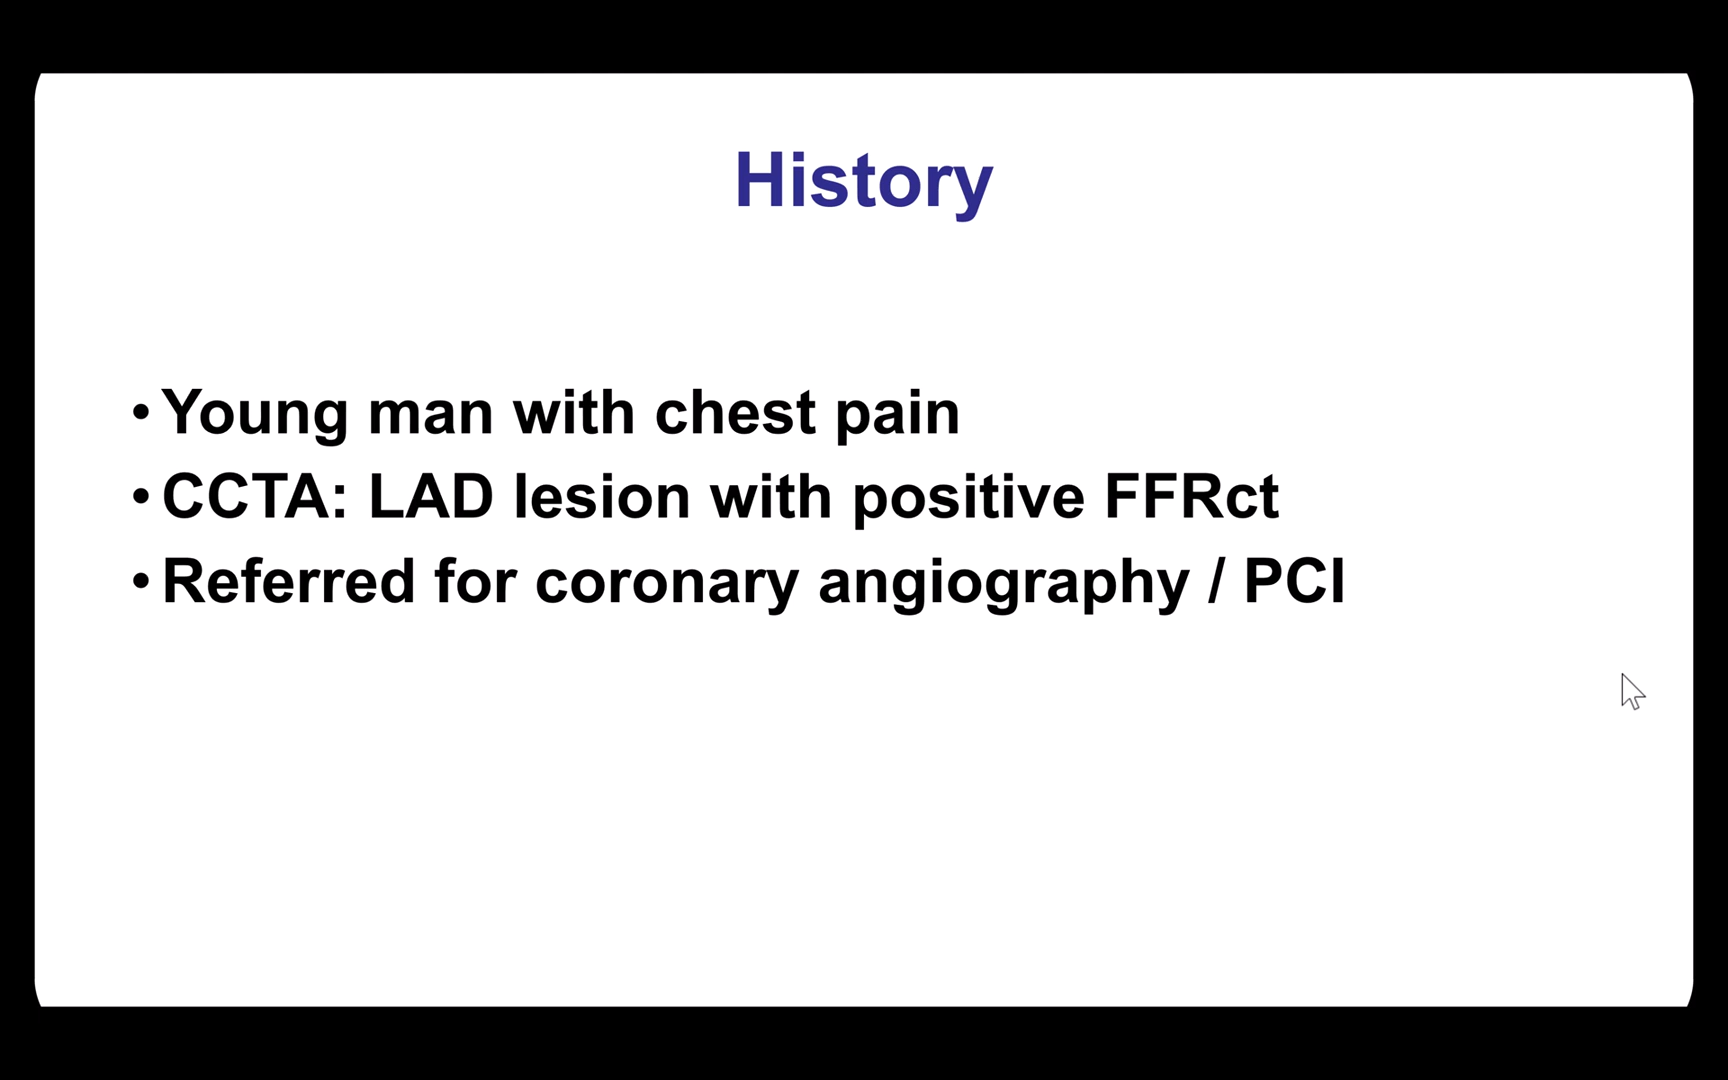 History
• Young man with chest pain
• CCTA: LAD lesion with positive FFRct
• Referred for coronary angiography / PCI